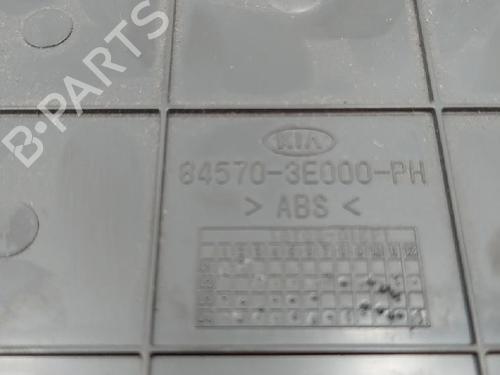 B-PARTS
KIA
84570-3E000-PH
> ABS <